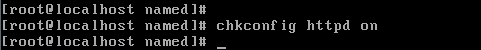 [root@localhost named]#
[root@localhost named]# chkconfig httpd on
[root@localhost named]# _